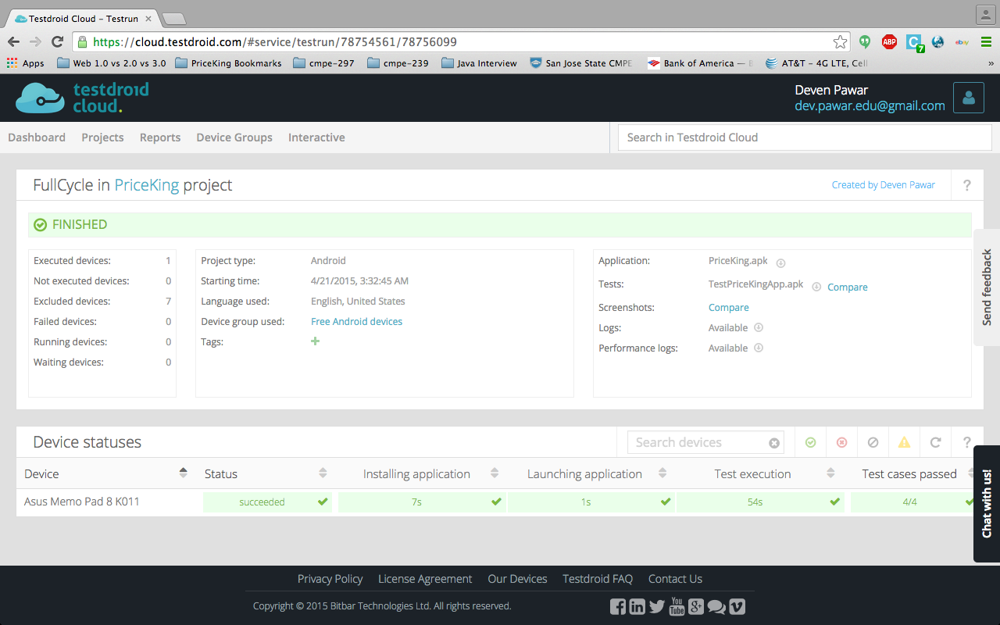 Testdroid Cloud – Testrun
https://cloud.testdroid.com/#service/testrun/78754561/78756099
ABP
C
7
ebay
Apps
Web 1.0 vs 2.0 vs 3.0
PriceKing Bookmarks
cmpe-297
cmpe-239
Java Interview
San Jose State CMPE
Bank of America —
AT&T – 4G LTE, Cell
»
testdroid
cloud.
Deven Pawar
dev.pawar.edu@gmail.com
Dashboard Projects Reports Device Groups Interactive
Search in Testdroid Cloud
FullCycle in PriceKing project
Created by Deven Pawar
?
FINISHED
Executed devices: 1
Not executed devices: 0
Excluded devices: 7
Failed devices: 0
Running devices: 0
Waiting devices: 0
Project type: Android
Starting time: 4/21/2015, 3:32:45 AM
Language used: English, United States
Device group used: Free Android devices
Tags: +
Application: PriceKing.apk
Tests: TestPriceKingApp.apk Compare
Screenshots: Compare
Logs: Available
Performance logs: Available
Send feedback
Device statuses
Search devices
?
Device Status Installing application Launching application Test execution Test cases passed
Asus Memo Pad 8 K011 succeeded 7s 1s 54s 4/4
Chat with us!
Privacy Policy License Agreement Our Devices Testdroid FAQ Contact Us
Copyright © 2015 Bitbar Technologies Ltd. All rights reserved.
You
Tube